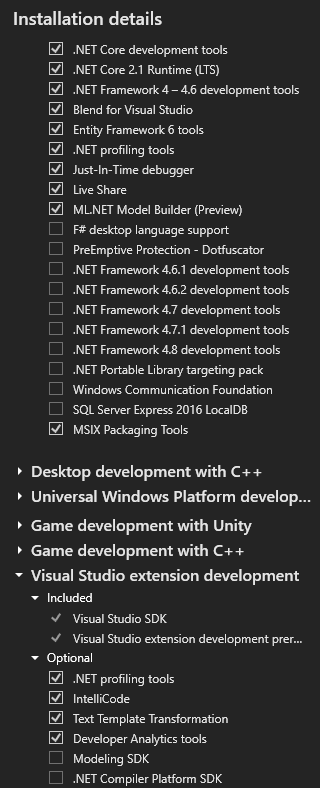 Installation details
.NET Core development tools
.NET Core 2.1 Runtime (LTS)
.NET Framework 4 – 4.6 development tools
Blend for Visual Studio
Entity Framework 6 tools
.NET profiling tools
Just-In-Time debugger
Live Share
ML.NET Model Builder (Preview)
F# desktop language support
PreEmptive Protection - Dotfuscator
.NET Framework 4.6.1 development tools
.NET Framework 4.6.2 development tools
.NET Framework 4.7 development tools
.NET Framework 4.7.1 development tools
.NET Framework 4.8 development tools
.NET Portable Library targeting pack
Windows Communication Foundation
SQL Server Express 2016 LocalDB
MSIX Packaging Tools
Desktop development with C++
Universal Windows Platform develop...
Game development with Unity
Game development with C++
Visual Studio extension development
Included
Visual Studio SDK
Visual Studio extension development prer...
Optional
.NET profiling tools
IntelliCode
Text Template Transformation
Developer Analytics tools
Modeling SDK
.NET Compiler Platform SDK